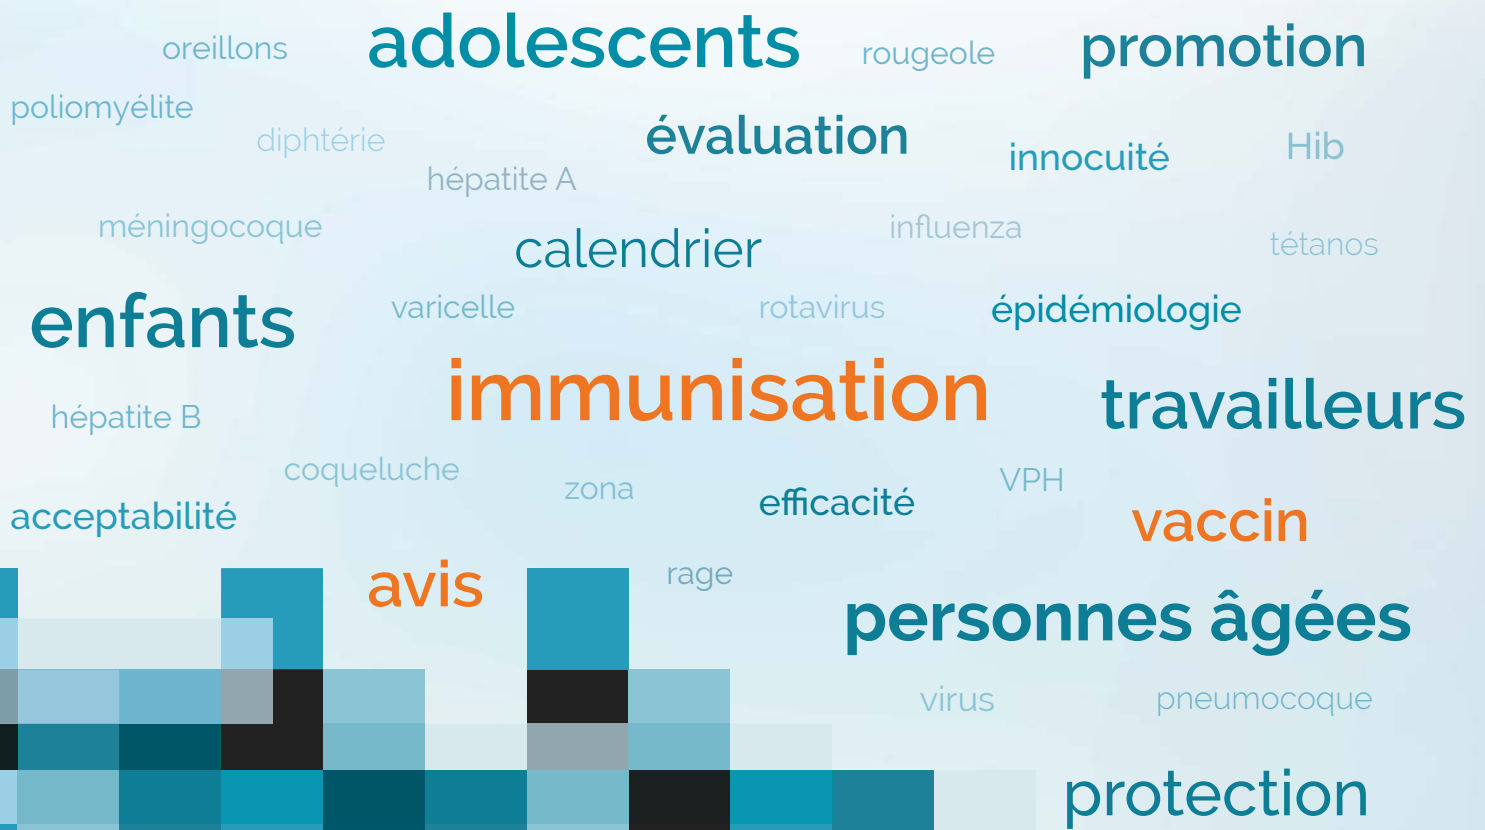 oreillons
adolescents
rougeole
promotion
poliomyélite
diphtérie
évaluation
innocuité
Hib
hépatite A
méningocoque
calendrier
influenza
tétanos
enfants
varicelle
rotavirus
épidémiologie
immunisation
travailleurs
hépatite B
coqueluche
zona
efficacité
VPH
acceptabilité
vaccin
avis
rage
personnes âgées
virus
pneumocoque
protection